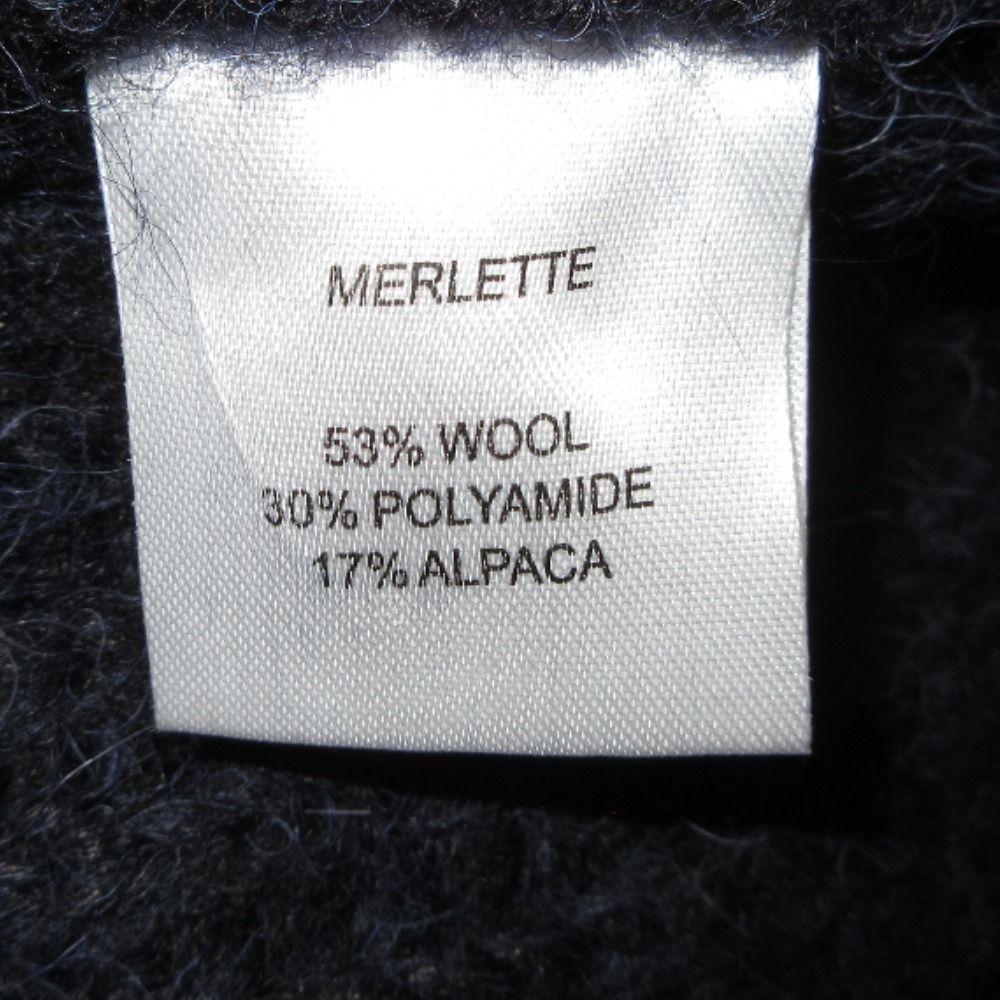 MERLETTE
53% WOOL
30% POLYAMIDE
17% ALPACA